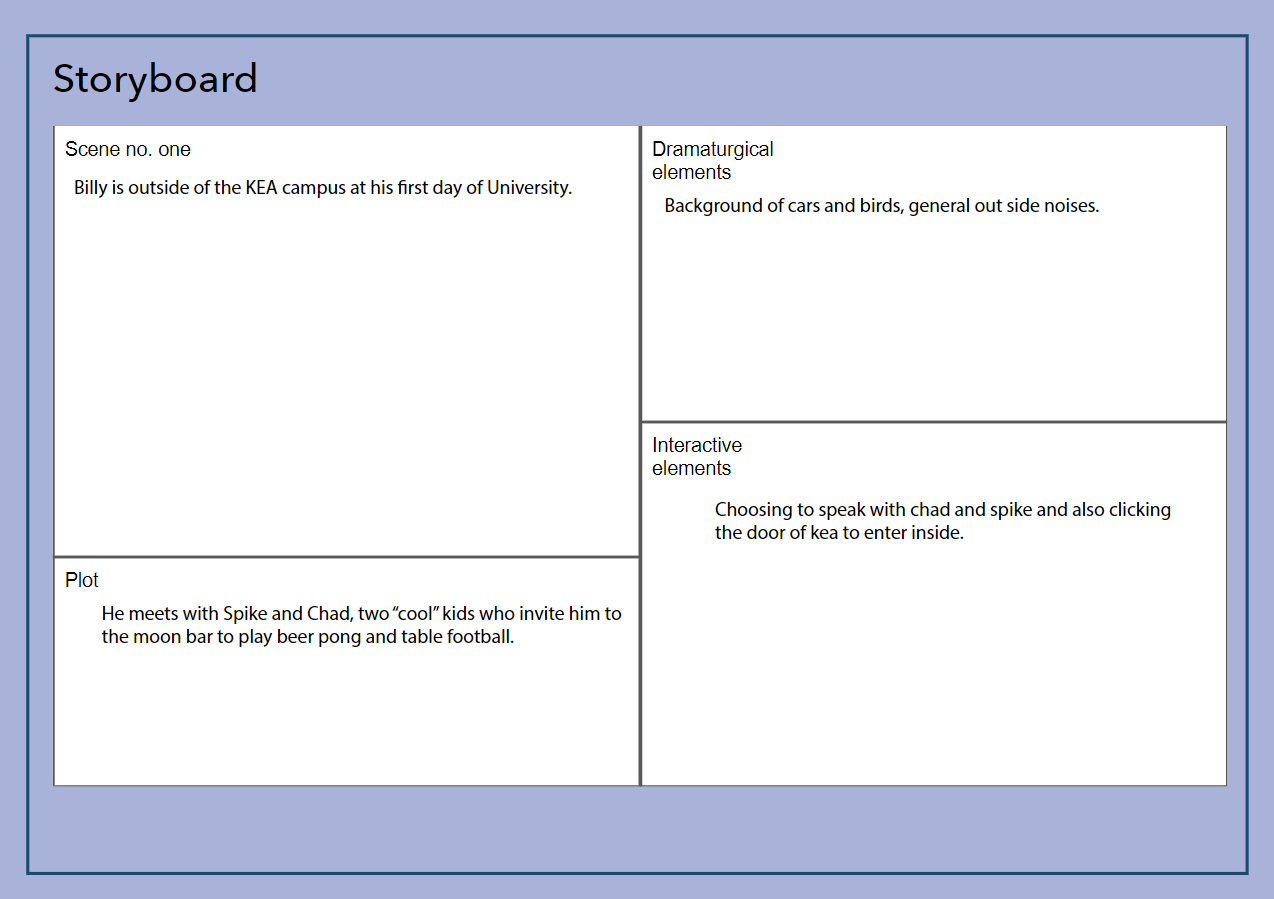 Storyboard
Scene no. one
Billy is outside of the KEA campus at his first day of University.
Plot
He meets with Spike and Chad, two “cool” kids who invite him to
the moon bar to play beer pong and table football.
Dramaturgical
elements
Background of cars and birds, general out side noises.
Interactive
elements
Choosing to speak with chad and spike and also clicking
the door of kea to enter inside.